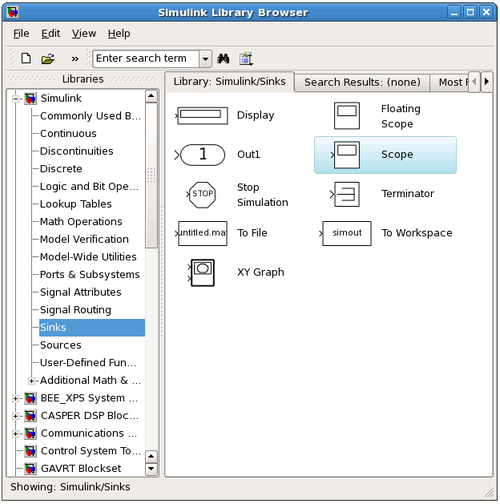 Simulink Library Browser
File Edit View Help
» Enter search term
Libraries
Library: Simulink/Sinks Search Results: (none) Most F
Simulink
Commonly Used B...
Continuous
Discontinuities
Discrete
Logic and Bit Ope...
Lookup Tables
Math Operations
Model Verification
Model-Wide Utilities
Ports & Subsystems
Signal Attributes
Signal Routing
Sinks
Sources
User-Defined Fun...
Additional Math & ...
BEE_XPS System ...
CASPER DSP Bloc...
Communications ...
Control System To...
GAVRT Blockset
Display
Floating
Scope
1 Out1
Scope
STOP Stop
Simulation
Terminator
untitled.ma To File
simout To Workspace
XY Graph
Showing: Simulink/Sinks